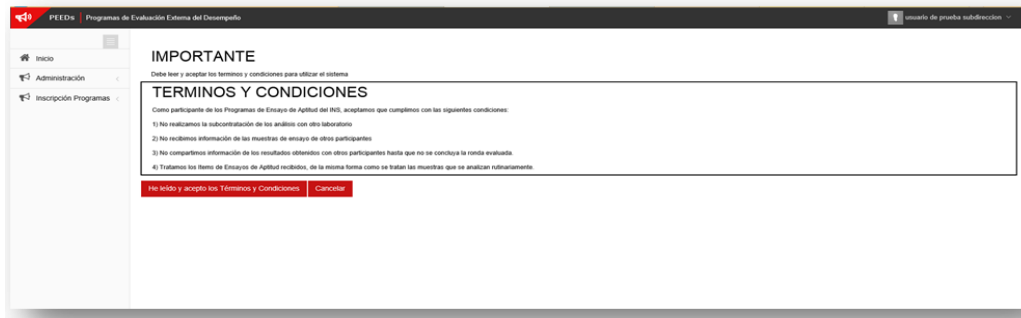 PEEDs Programas de Evaluación Externa del Desempeño
usuario de prueba subdireccion
Inicio
Administración
Inscripción Programas
IMPORTANTE
Debe leer y aceptar los terminos y condiciones para utilizar el sistema
TERMINOS Y CONDICIONES
Como participante de los Programas de Ensayo de Aptitud del INS, aceptamos que cumplimos con las siguientes condiciones:
1) No realizamos la subcontratación de los análisis con otro laboratorio
2) No recibimos información de las muestras de ensayo de otros participantes
3) No compartimos información de los resultados obtenidos con otros participantes hasta que no se concluya la ronda evaluada.
4) Tratamos los ítems de Ensayos de Aptitud recibidos, de la misma forma como se tratan las muestras que se analizan rutinariamente.
He leído y acepto los Términos y Condiciones
Cancelar